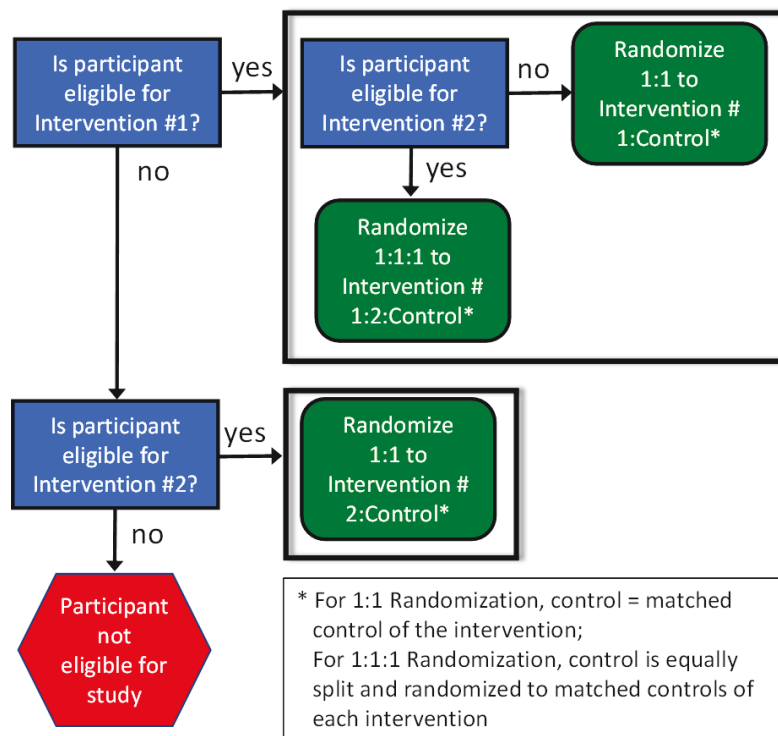 Is participant
eligible for
Intervention #1?
yes
Is participant
eligible for
Intervention #2?
no
Randomize
1:1 to
Intervention #
1:Control*
yes
Randomize
1:1:1 to
Intervention #
1:2:Control*
no
Is participant
eligible for
Intervention #2?
yes
Randomize
1:1 to
Intervention #
2:Control*
no
Participant
not
eligible for
study
* For 1:1 Randomization, control = matched
control of the intervention;
For 1:1:1 Randomization, control is equally
split and randomized to matched controls of
each intervention